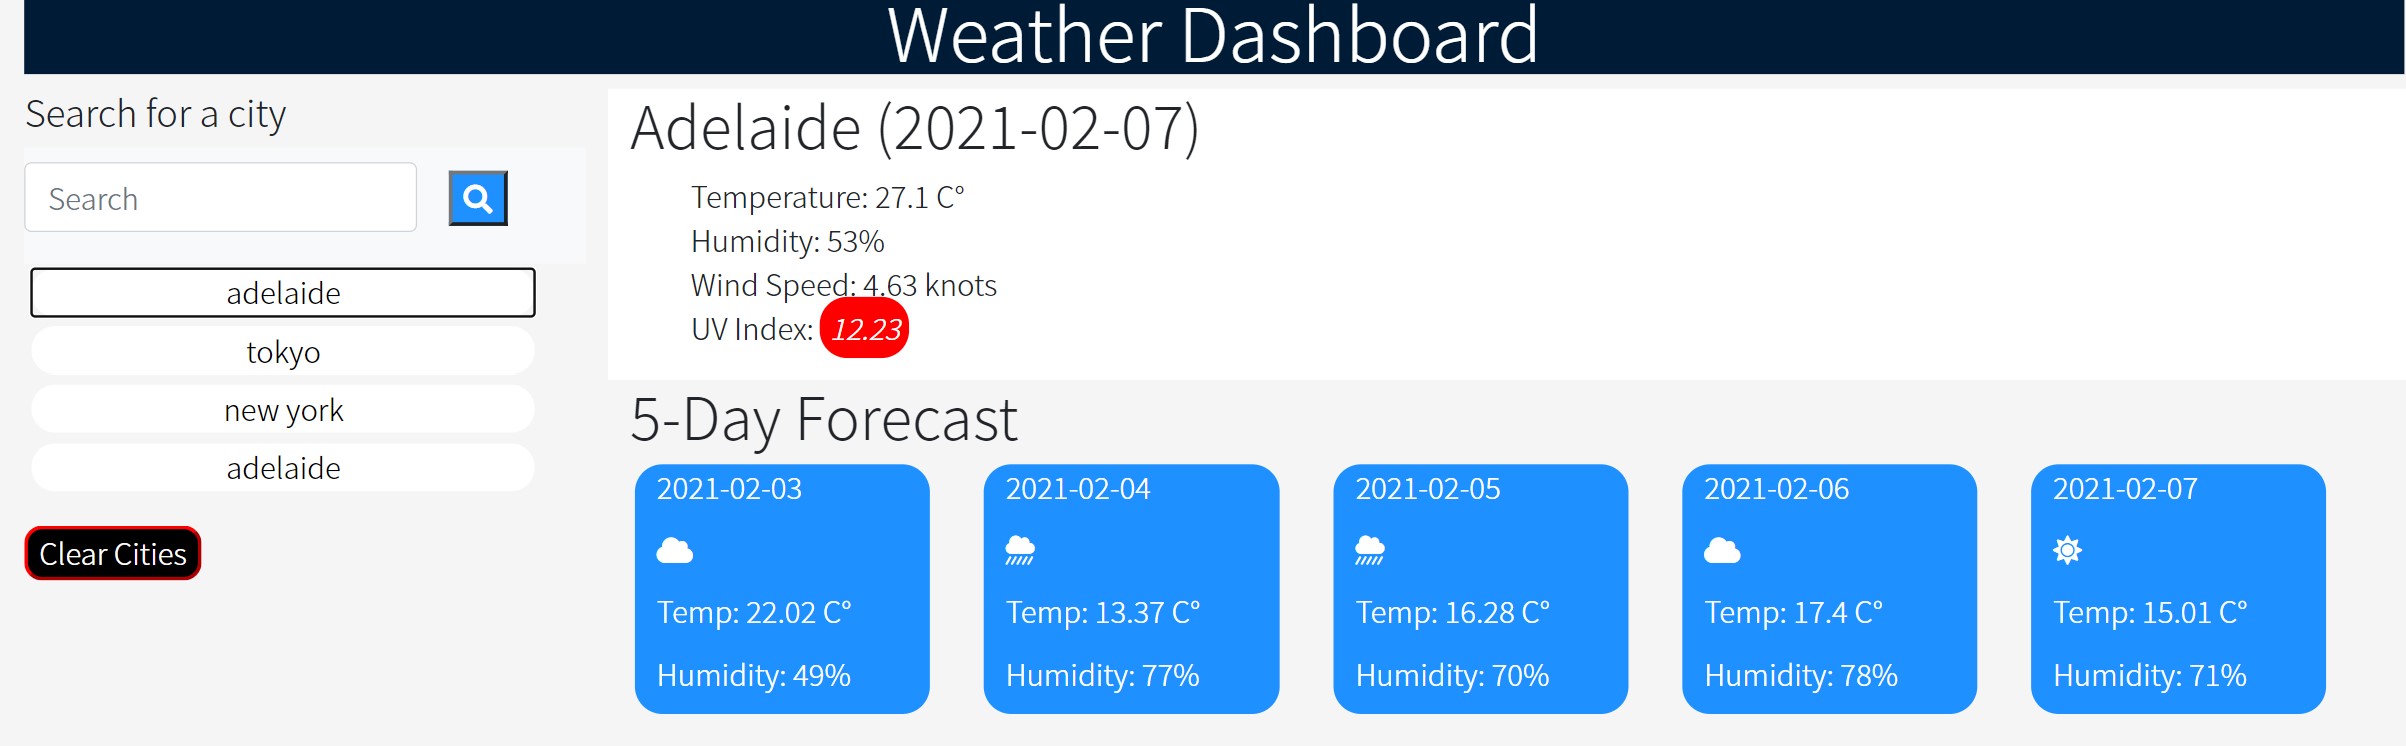 Weather Dashboard
Search for a city
Search
adelaide
tokyo
new york
adelaide
Clear Cities
Adelaide (2021-02-07)
Temperature: 27.1 C°
Humidity: 53%
Wind Speed: 4.63 knots
UV Index: 12.23
5-Day Forecast
2021-02-03
Temp: 22.02 C°
Humidity: 49%
2021-02-04
Temp: 13.37 C°
Humidity: 77%
2021-02-05
Temp: 16.28 C°
Humidity: 70%
2021-02-06
Temp: 17.4 C°
Humidity: 78%
2021-02-07
Temp: 15.01 C°
Humidity: 71%